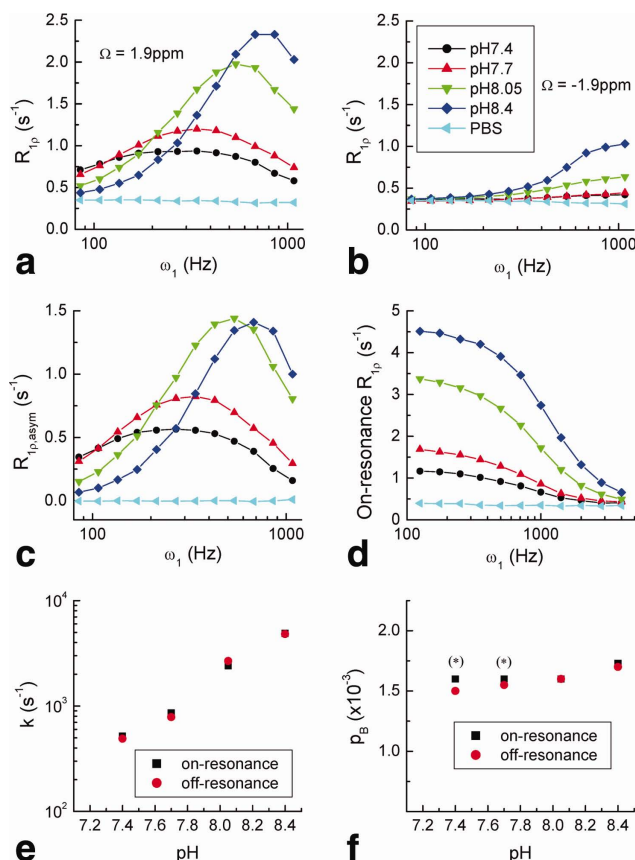 2.5
2.0
1.5
1.0
0.5
0.0
R1ρ (s-1)
Ω = 1.9ppm
100
1000
ω1 (Hz)
a
2.5
2.0
1.5
1.0
0.5
0.0
R1ρ (s-1)
pH7.4
pH7.7
pH8.05
pH8.4
PBS
Ω = -1.9ppm
100
1000
ω1 (Hz)
b
1.5
1.0
0.5
0.0
R1ρ,asym (s-1)
100
1000
ω1 (Hz)
c
5
4
3
2
1
0
On-resonance R1ρ (s-1)
100
1000
ω1 (Hz)
d
10^4
10^3
10^2
k (s-1)
on-resonance
off-resonance
7.2 7.4 7.6 7.8 8.0 8.2 8.4
pH
e
2.0
1.5
1.0
pB (x10-3)
(*)
(*)
on-resonance
off-resonance
7.2 7.4 7.6 7.8 8.0 8.2 8.4
pH
f